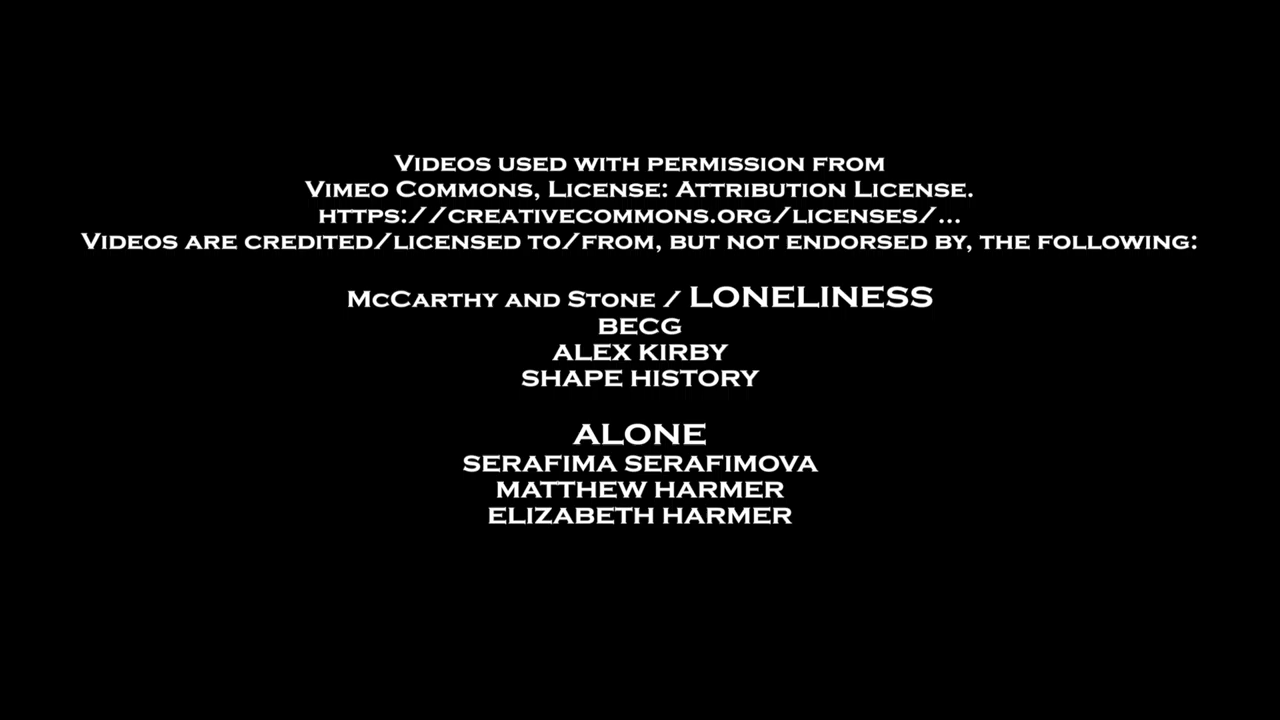 Videos used with permission from
Vimeo Commons, License: Attribution License.
https://creativecommons.org/licenses/...
Videos are credited/licensed to/from, but not endorsed by, the following:
McCarthy and Stone / LONELINESS
BECG
ALEX KIRBY
SHAPE HISTORY
ALONE
SERAFIMA SERAFIMOVA
MATTHEW HARMER
ELIZABETH HARMER